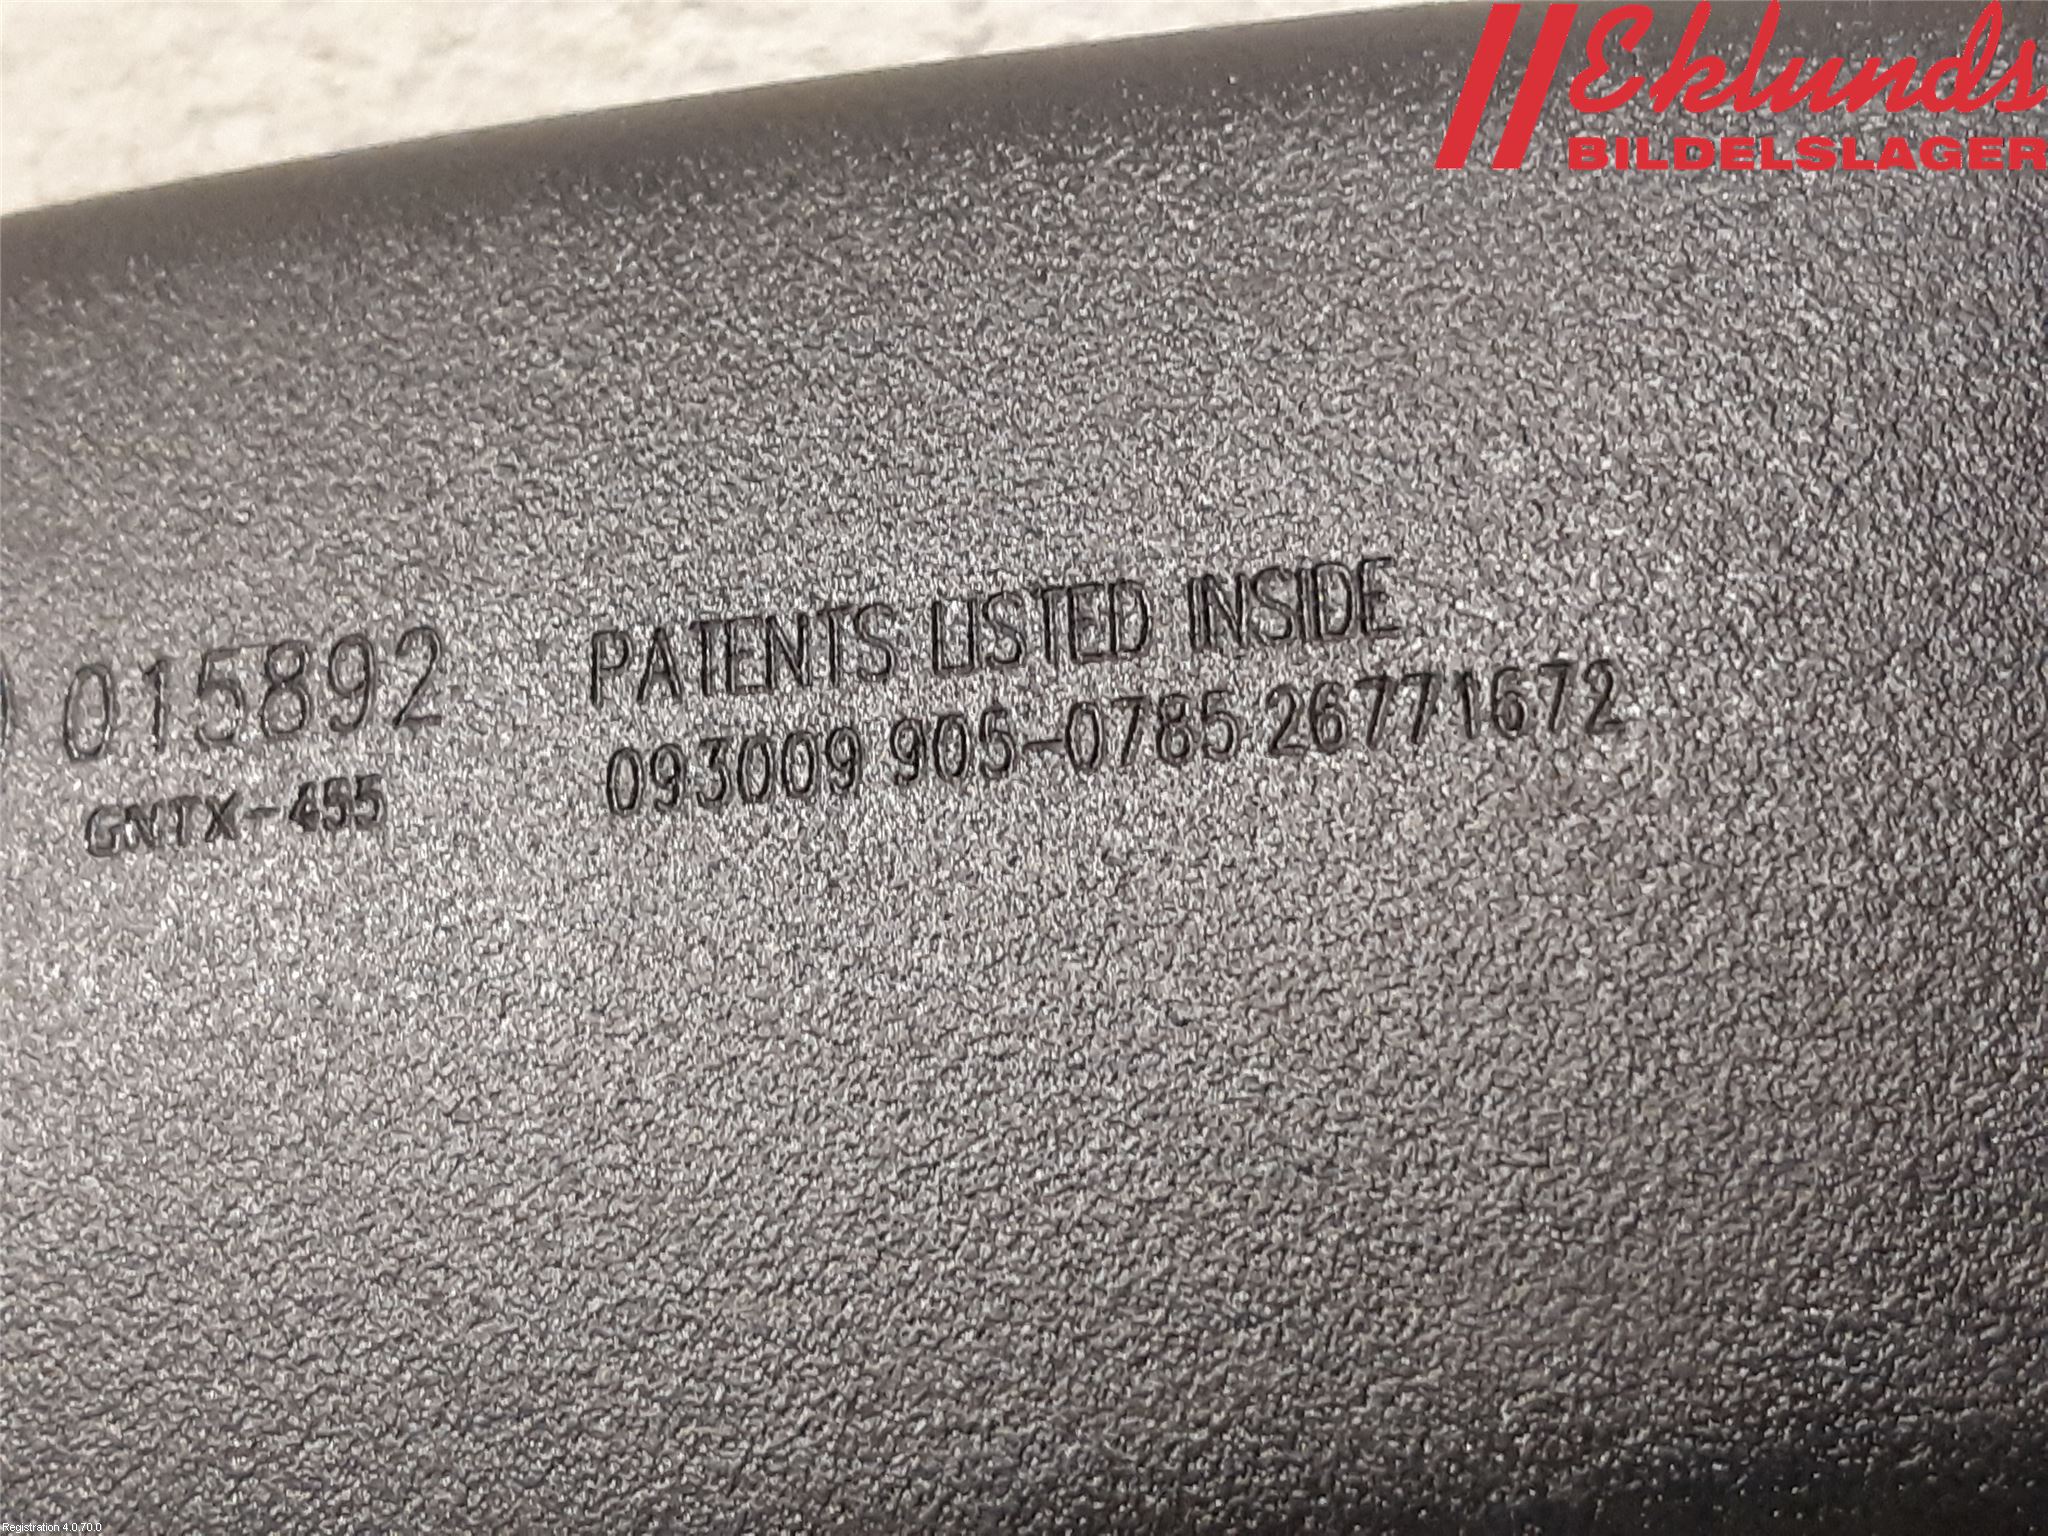 Eklunds
BILDELSLAGER
015892
GNTX-455
PATENTS LISTED INSIDE
093009 905-0785 26771672
Registration 4.0.70.0